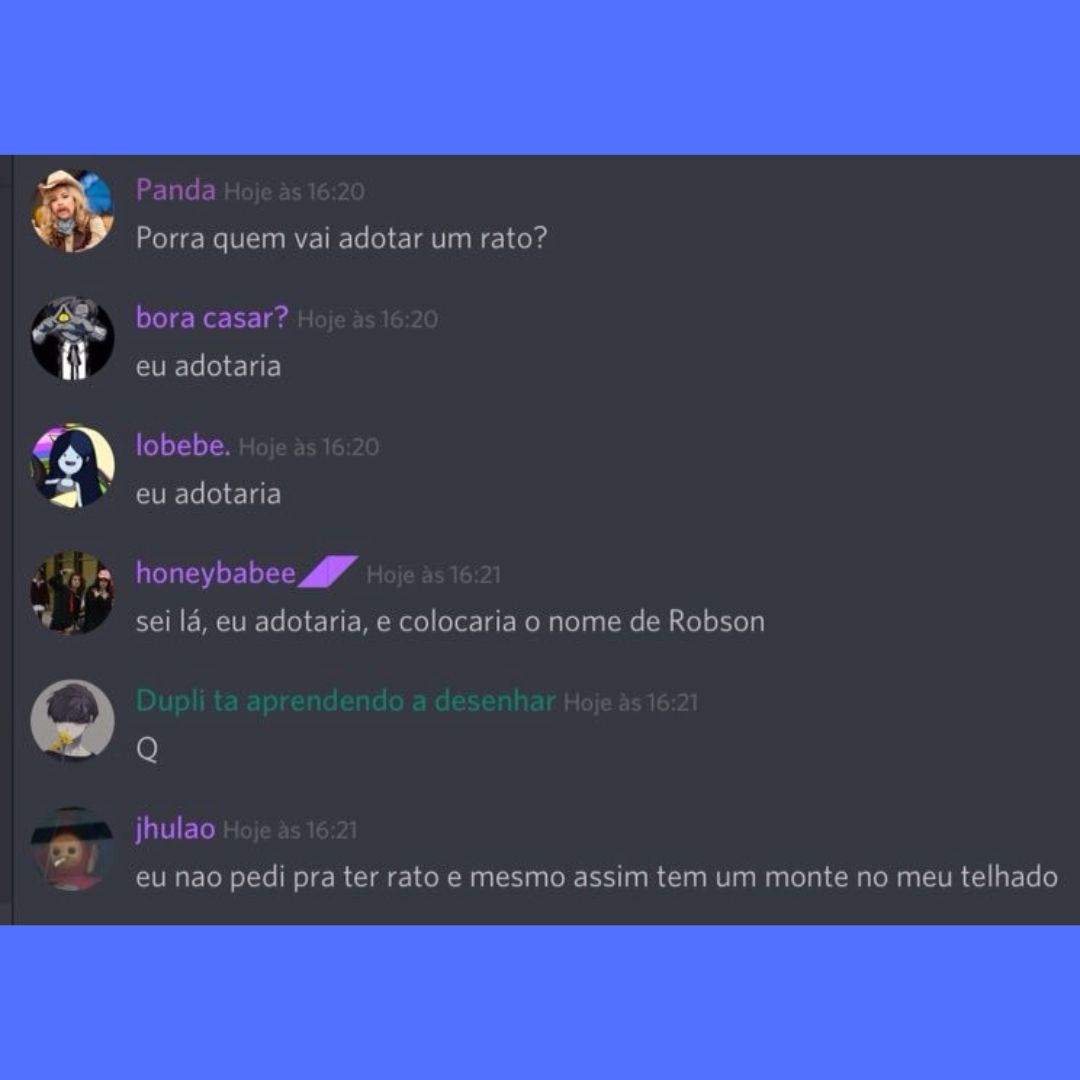 Panda Hoje às 16:20
Porra quem vai adotar um rato?
bora casar? Hoje às 16:20
eu adotaria
lobebe. Hoje às 16:20
eu adotaria
honeybabee Hoje às 16:21
sei lá, eu adotaria, e colocaria o nome de Robson
Dupli ta aprendendo a desenhar Hoje às 16:21
Q
jhulao Hoje às 16:21
eu nao pedi pra ter rato e mesmo assim tem um monte no meu telhado